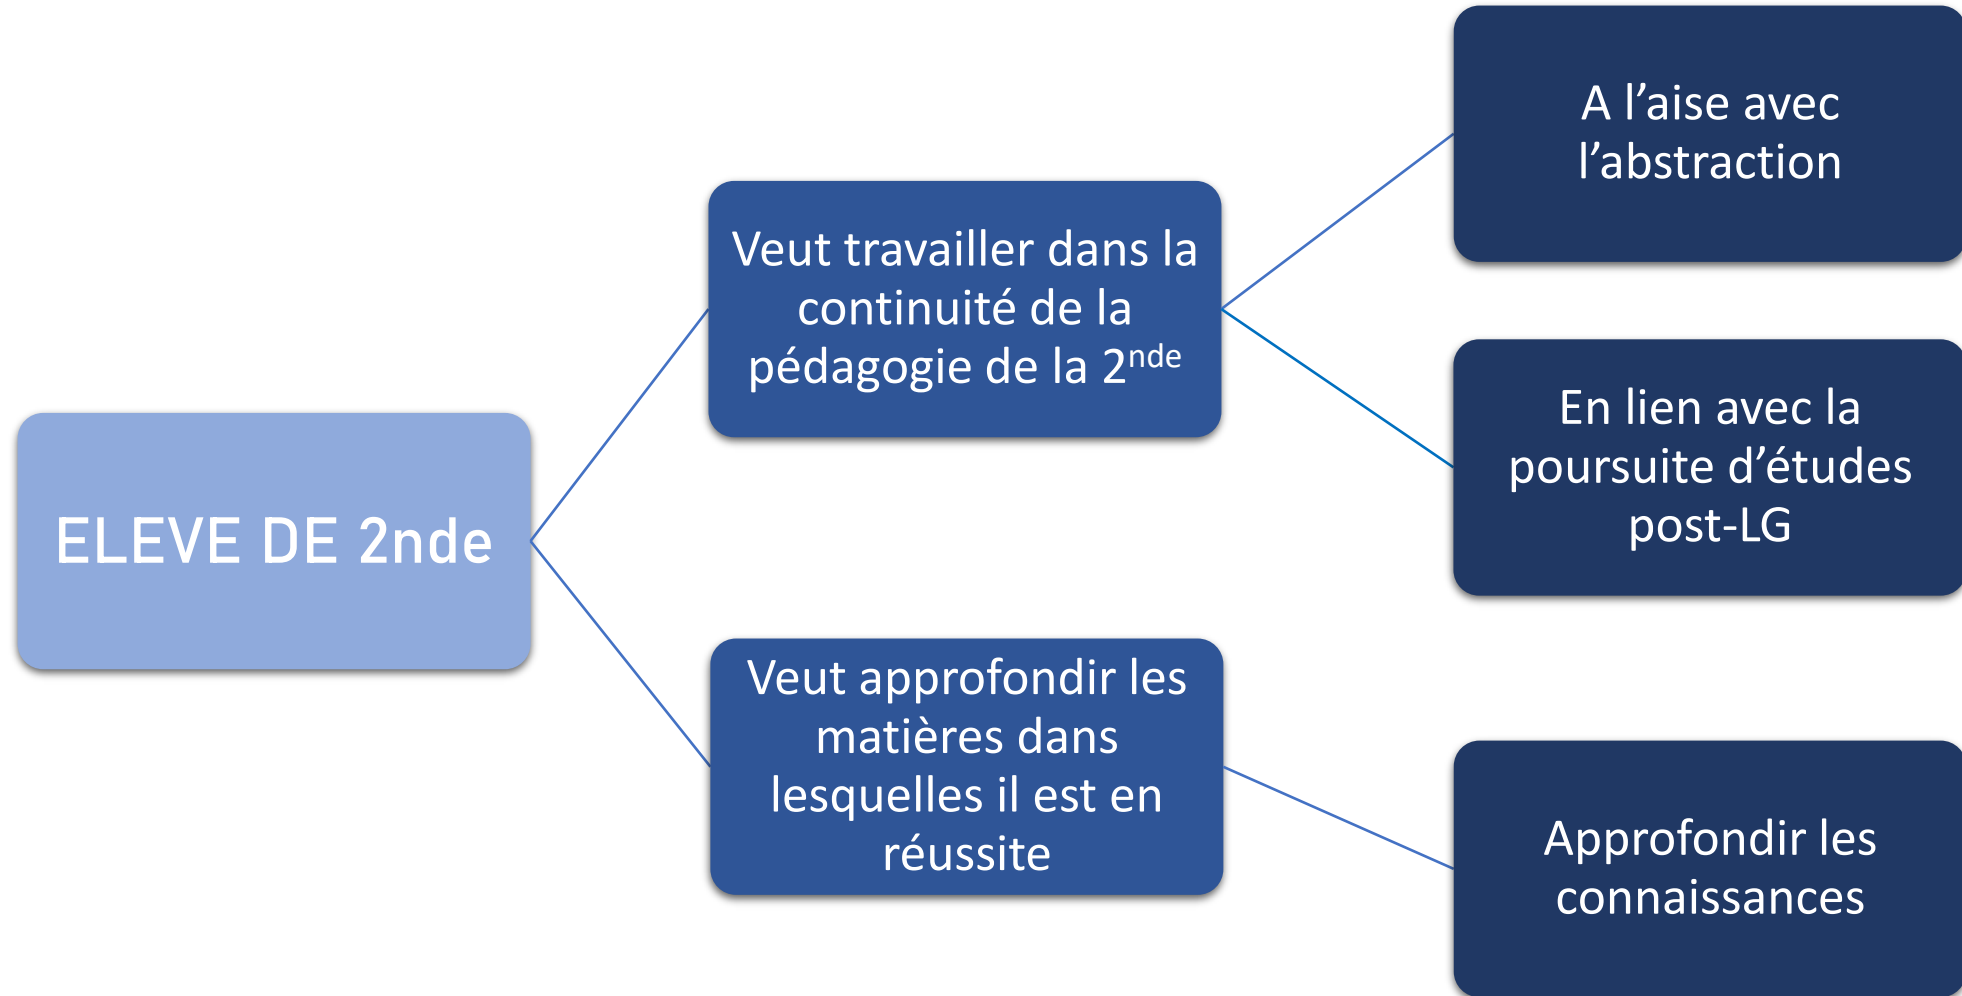 ELEVE DE 2nde
Veut travailler dans la
continuité de la
pédagogie de la 2nde
Veut approfondir les
matières dans
lesquelles il est en
réussite
A l’aise avec
l’abstraction
En lien avec la
poursuite d’études
post-LG
Approfondir les
connaissances